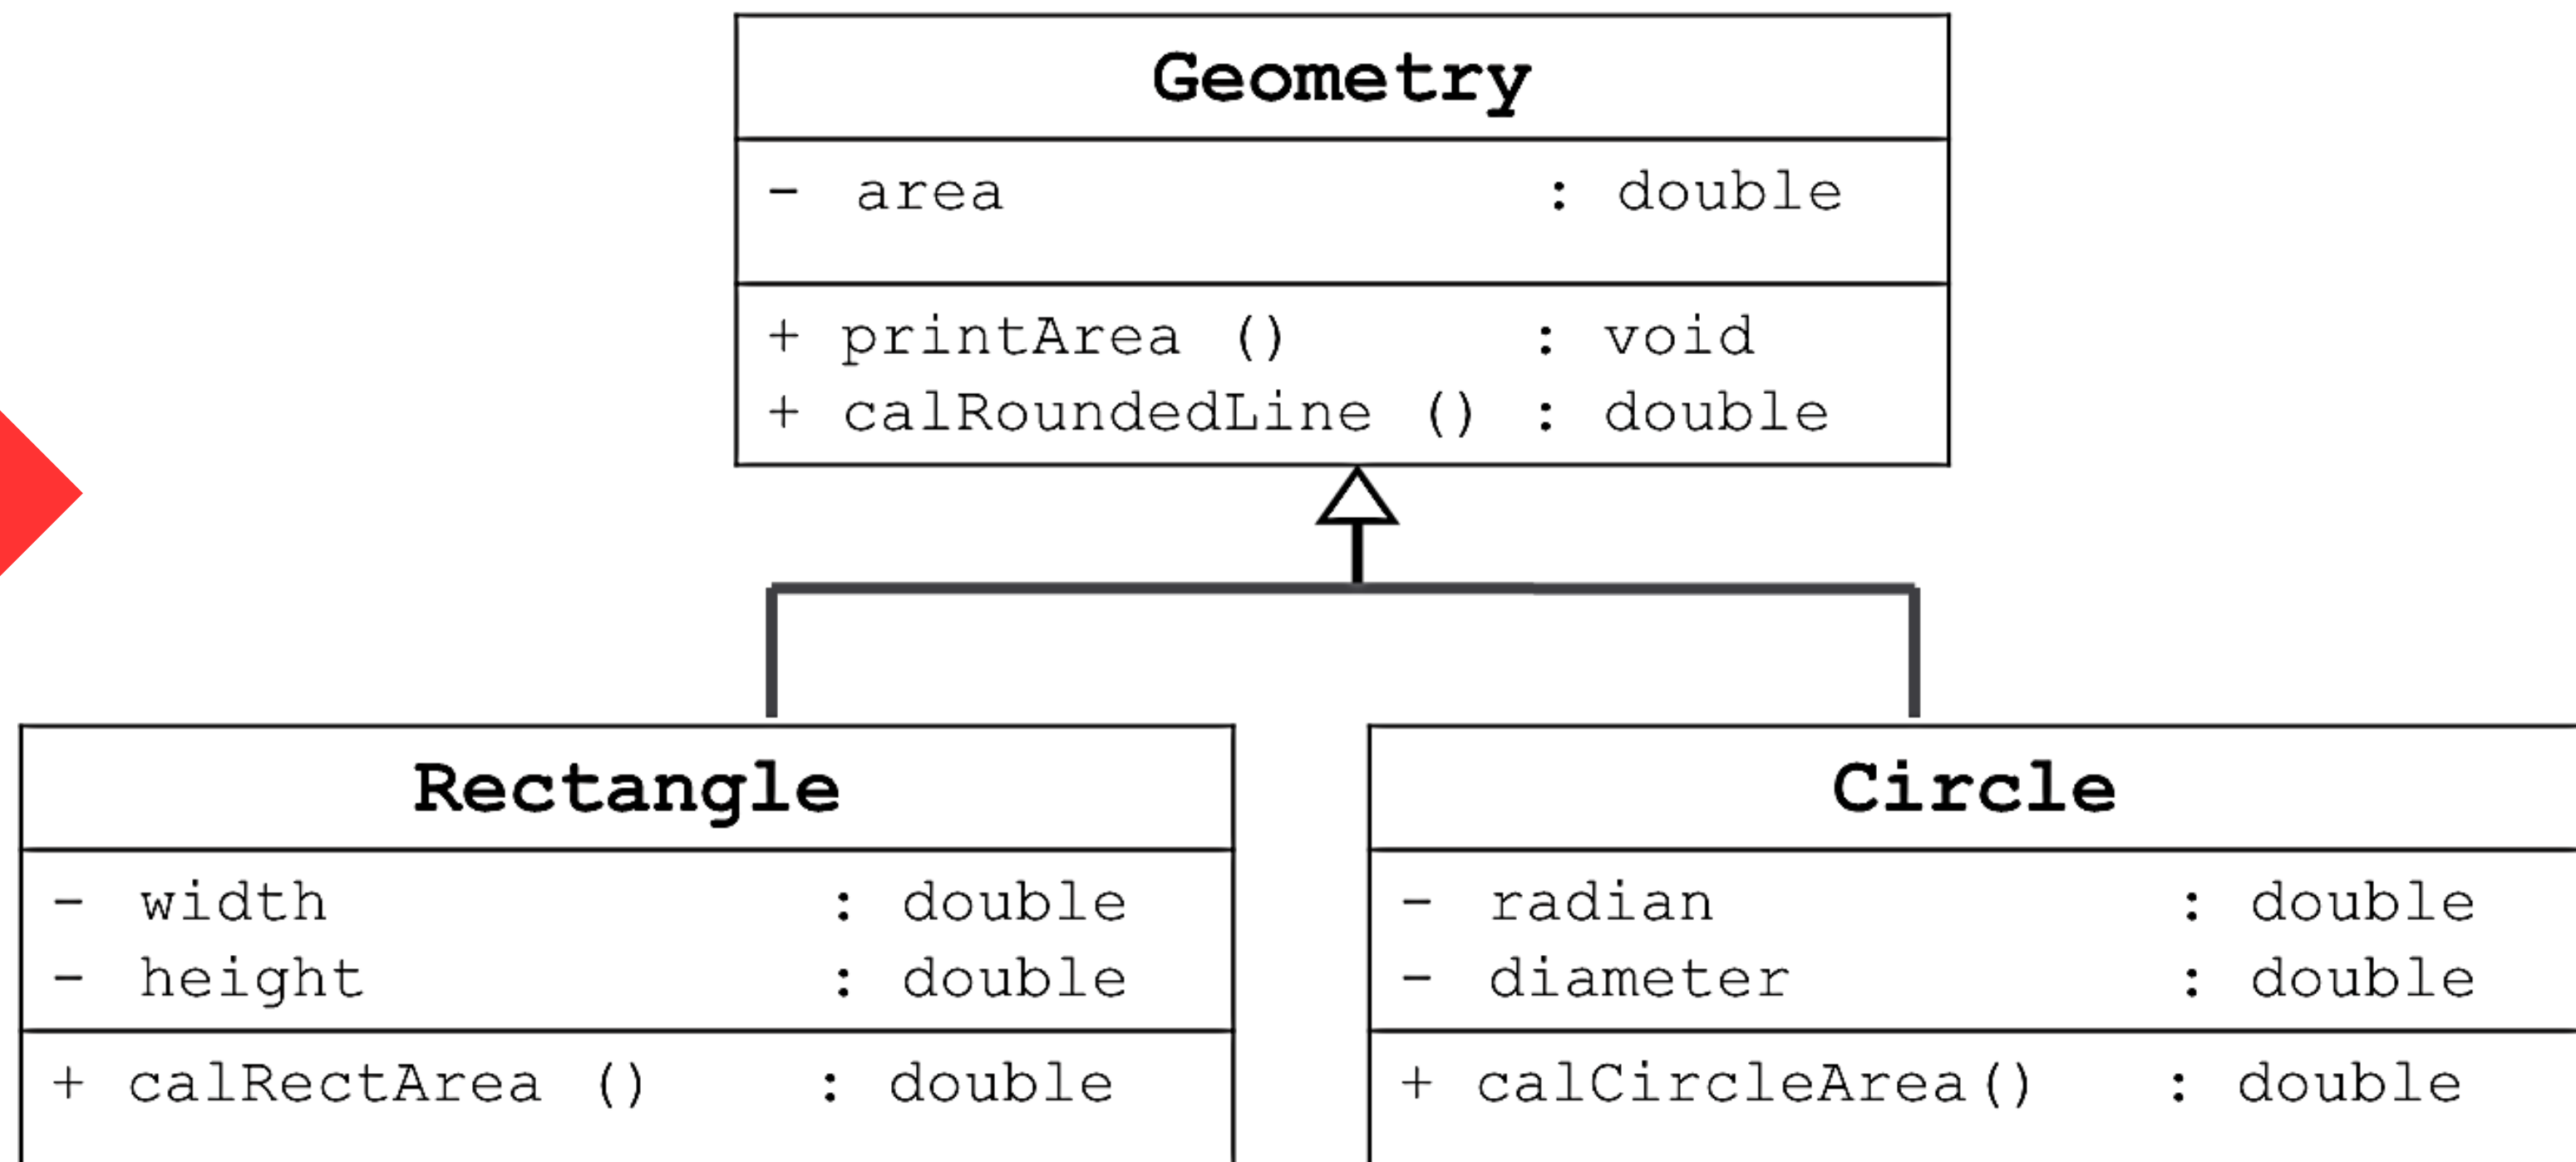 Geometry
- area : double
+ printArea () : void
+ calRoundedLine () : double
Rectangle
- width : double
- height : double
+ calRectArea () : double
Circle
- radian : double
- diameter : double
+ calCircleArea() : double